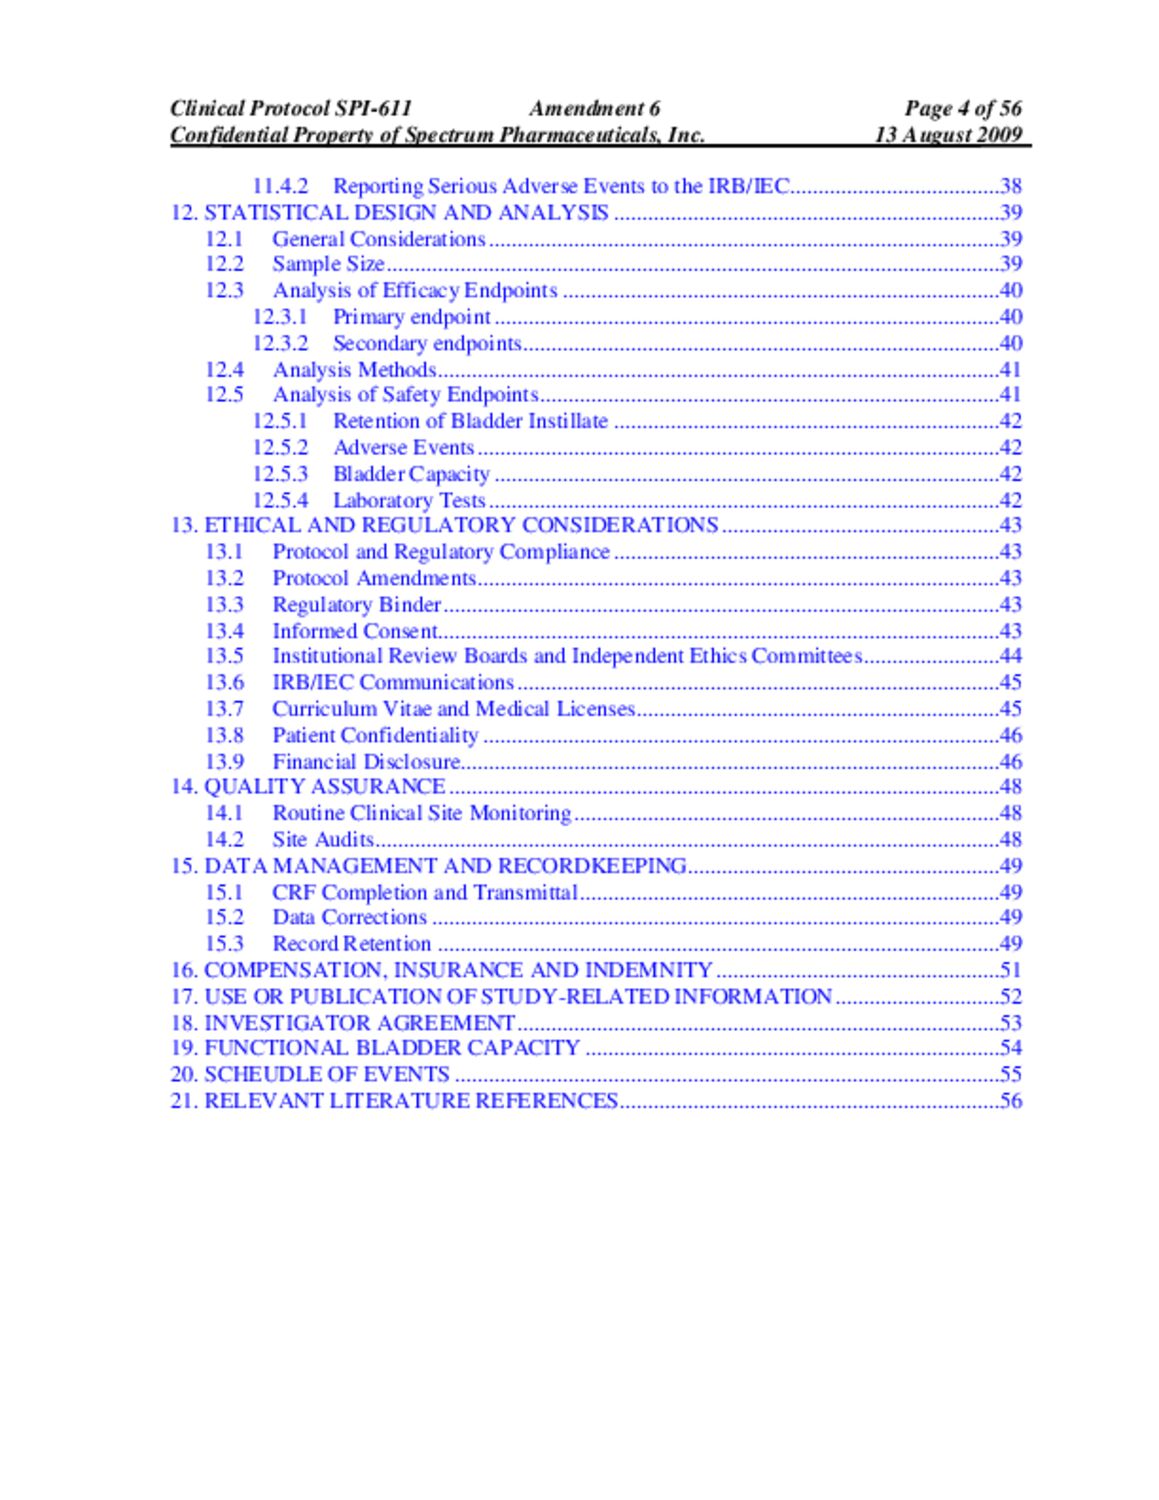 Clinical Protocol SPI-611 Amendment 6 Page 4 of 56
Confidential Property of Spectrum Pharmaceuticals, Inc. 13 August 2009
11.4.2 Reporting Serious Adverse Events to the IRB/IEC....................................38
12. STATISTICAL DESIGN AND ANALYSIS ..................................................................39
12.1 General Considerations.......................................................................................39
12.2 Sample Size........................................................................................................39
12.3 Analysis of Efficacy Endpoints ...........................................................................40
12.3.1 Primary endpoint......................................................................................40
12.3.2 Secondary endpoints.................................................................................40
12.4 Analysis Methods................................................................................................41
12.5 Analysis of Safety Endpoints..............................................................................41
12.5.1 Retention of Bladder Instillate ..................................................................42
12.5.2 Adverse Events.........................................................................................42
12.5.3 Bladder Capacity ......................................................................................42
12.5.4 Laboratory Tests.......................................................................................42
13. ETHICAL AND REGULATORY CONSIDERATIONS...............................................43
13.1 Protocol and Regulatory Compliance ..................................................................43
13.2 Protocol Amendments.........................................................................................43
13.3 Regulatory Binder...............................................................................................43
13.4 Informed Consent................................................................................................43
13.5 Institutional Review Boards and Independent Ethics Committees.......................44
13.6 IRB/IEC Communications..................................................................................45
13.7 Curriculum Vitae and Medical Licenses..............................................................45
13.8 Patient Confidentiality ........................................................................................46
13.9 Financial Disclosure............................................................................................46
14. QUALITY ASSURANCE..............................................................................................48
14.1 Routine Clinical Site Monitoring.........................................................................48
14.2 Site Audits..........................................................................................................48
15. DATA MANAGEMENT AND RECORDKEEPING.....................................................49
15.1 CRF Completion and Transmittal........................................................................49
15.2 Data Corrections .................................................................................................49
15.3 Record Retention ................................................................................................49
16. COMPENSATION, INSURANCE AND INDEMNITY................................................51
17. USE OR PUBLICATION OF STUDY-RELATED INFORMATION............................52
18. INVESTIGATOR AGREEMENT..................................................................................53
19. FUNCTIONAL BLADDER CAPACITY .......................................................................54
20. SCHEUDLE OF EVENTS .............................................................................................55
21. RELEVANT LITERATURE REFERENCES.................................................................56